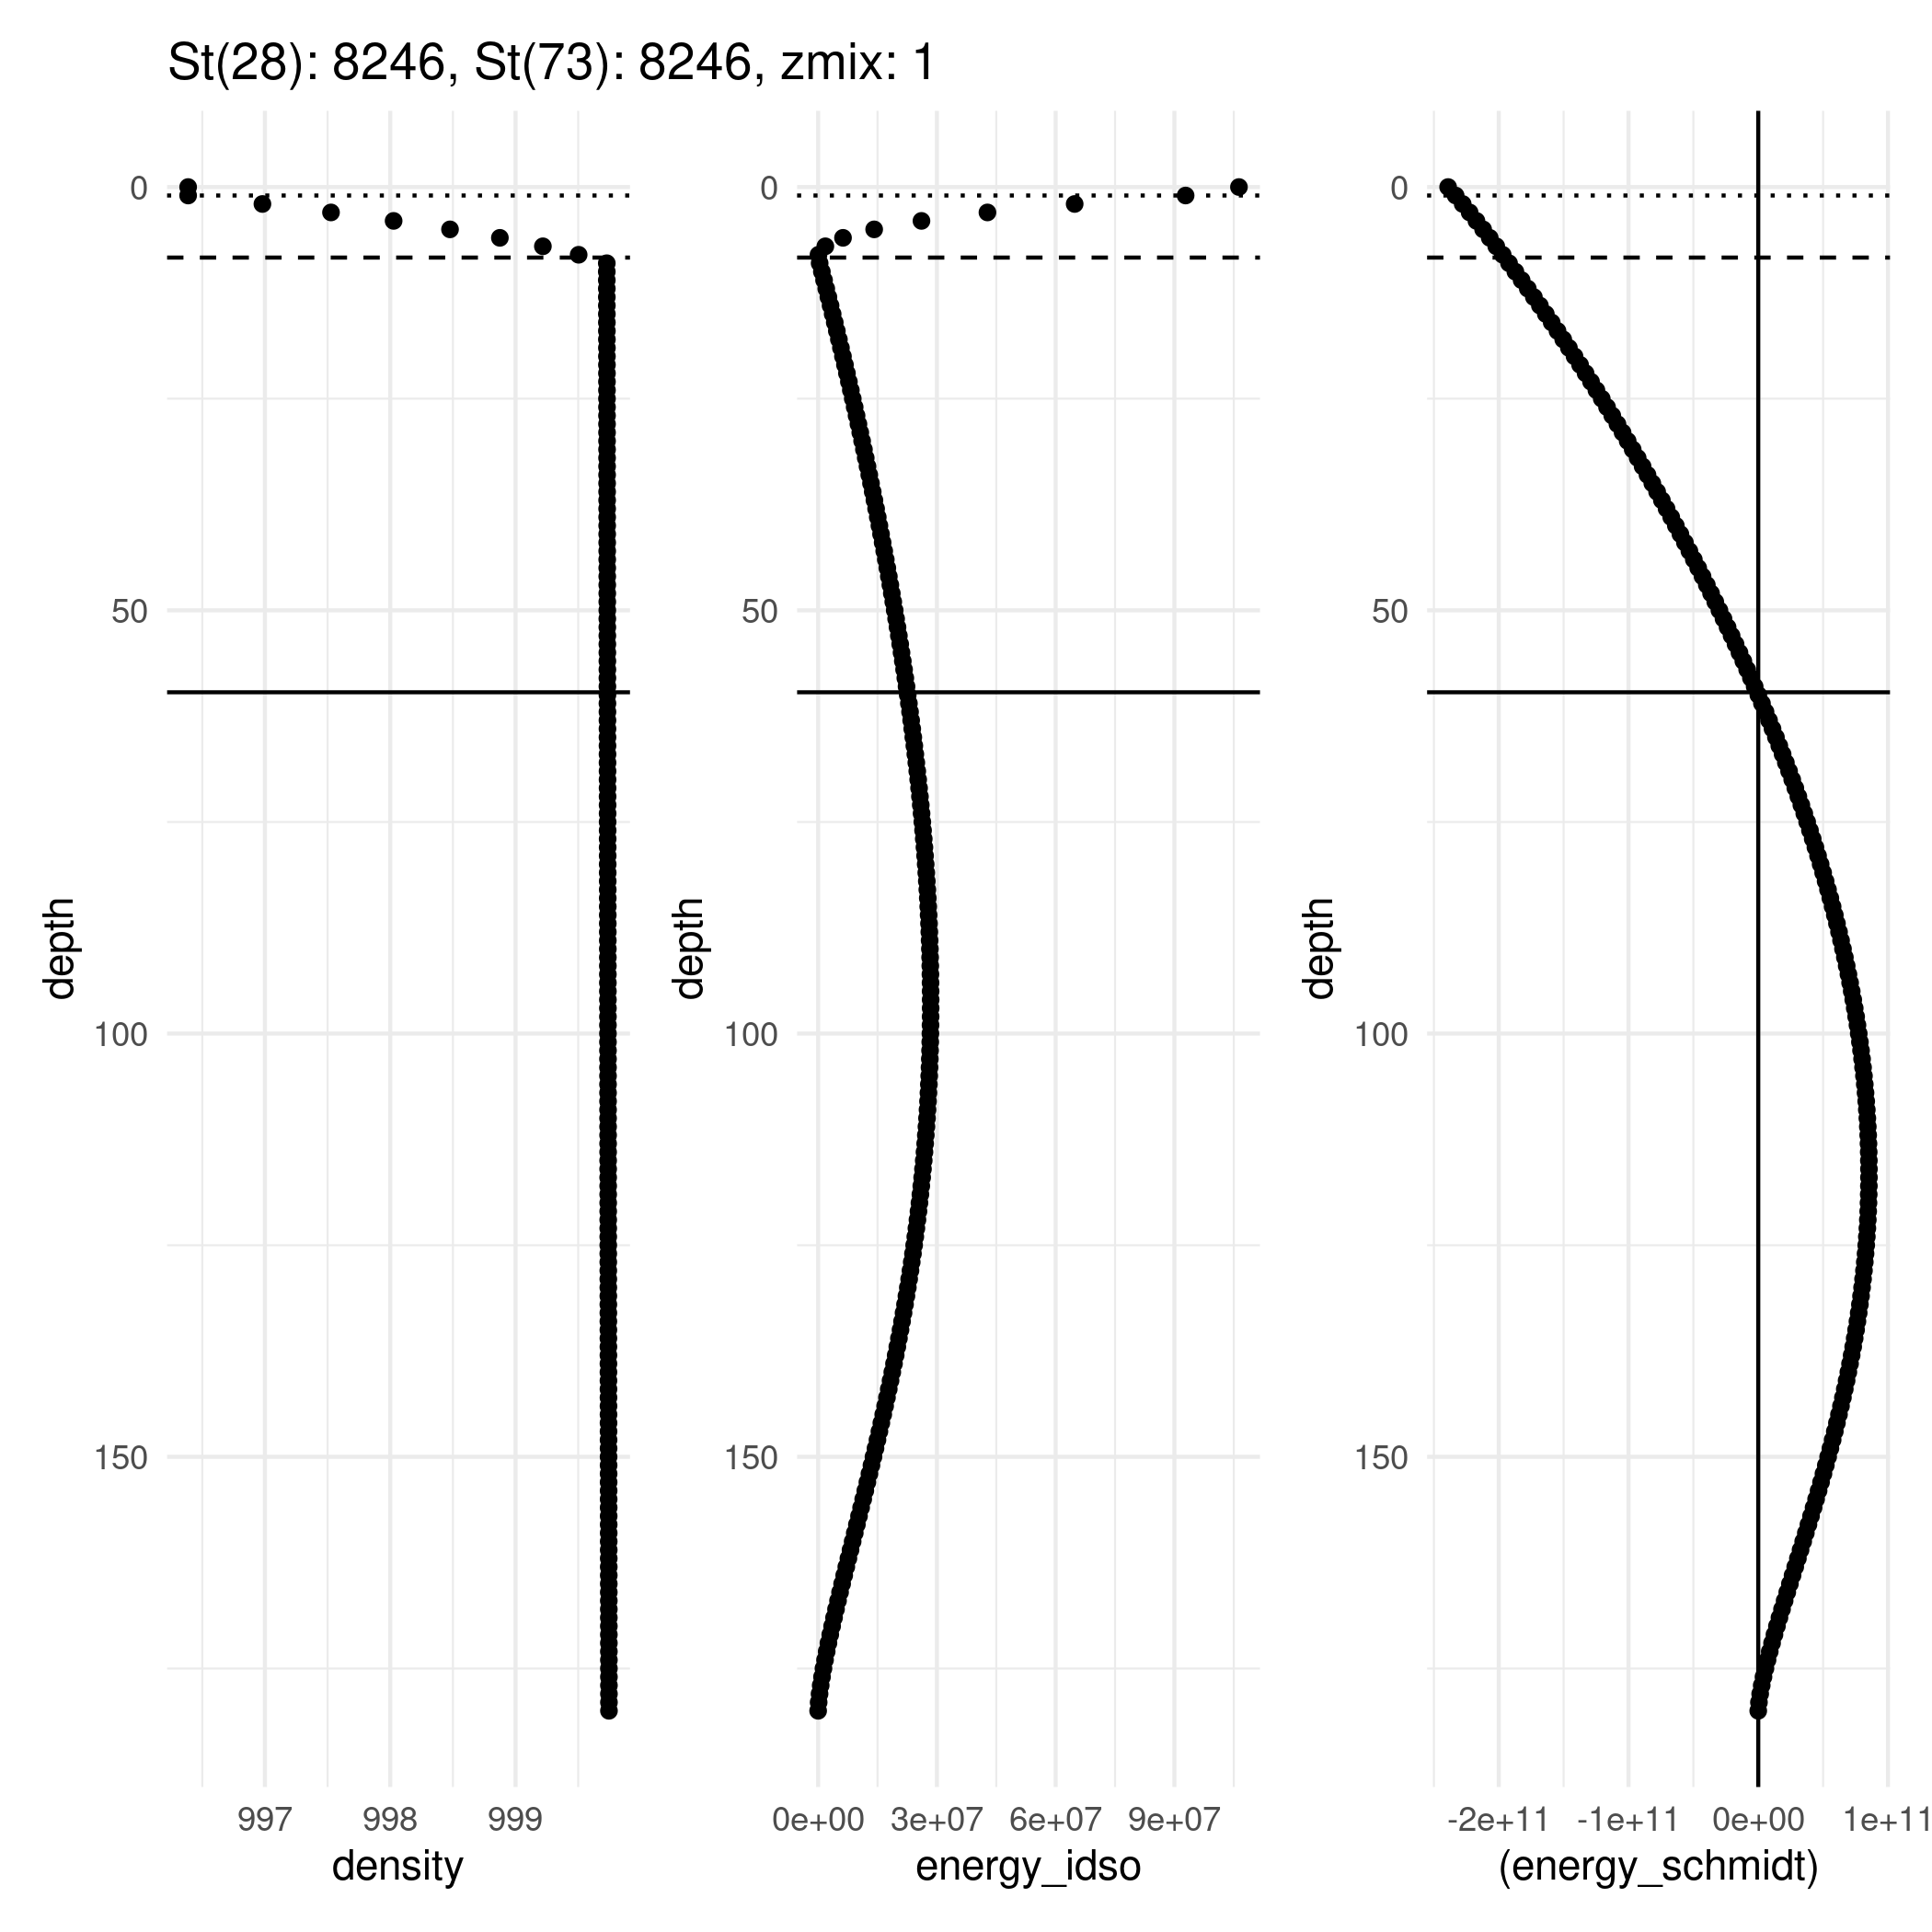 St(28): 8246, St(73): 8246, zmix: 1
0
50
100
150
depth
997
998
999
density
0
50
100
150
depth
0e+00
3e+07
6e+07
9e+07
energy_idso
0
50
100
150
depth
-2e+11
-1e+11
0e+00
1e+11
(energy_schmidt)